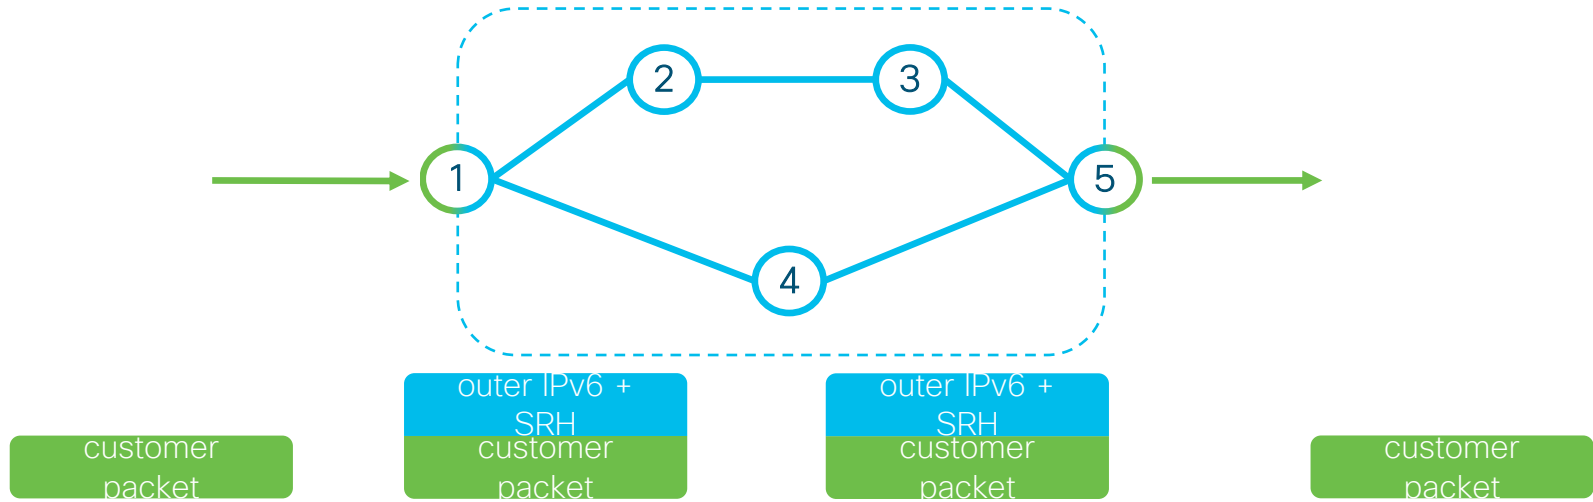 2
3
1
5
4
outer IPv6 +
SRH
outer IPv6 +
SRH
customer
packet
customer
packet
customer
packet
customer
packet